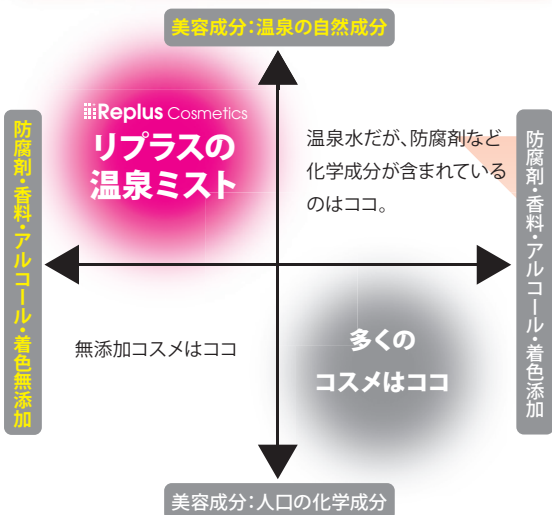 美容成分:温泉の自然成分
Replus Cosmetics
リプラスの
温泉ミスト
温泉水だが、防腐剤など
化学成分が含まれている
のはココ。
防腐剤・香料・アルコール・着色無添加
防腐剤・香料・アルコール・着色添加
無添加コスメはココ
多くの
コスメはココ
美容成分:人口の化学成分